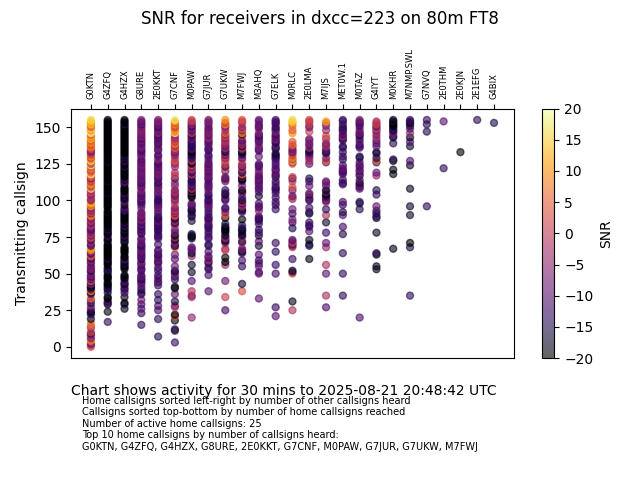 SNR for receivers in dxcc=223 on 80m FT8
G0KTN
G4ZFQ
G4HZX
G8URE
2E0KKT
G7CNF
M0PAW
G7JUR
G7UKW
M7FWJ
M3AHQ
G7ELK
M0RLC
2E0LMA
M7IJS
ME7OW.1
M0TAZ
G4IYT
M0KHR
M7NMP.SWL
G7NVQ
2E0THM
2E0KJN
2E1EFG
G4BIX
Transmitting callsign
150
125
100
75
50
25
0
20
15
10
5
0
−5
−10
−15
−20
SNR
Chart shows activity for 30 mins to 2025-08-21 20:48:42 UTC
Home callsigns sorted left-right by number of other callsigns heard
Callsigns sorted top-bottom by number of home callsigns reached
Number of active home callsigns: 25
Top 10 home callsigns by number of callsigns heard:
G0KTN, G4ZFQ, G4HZX, G8URE, 2E0KKT, G7CNF, M0PAW, G7JUR, G7UKW, M7FWJ